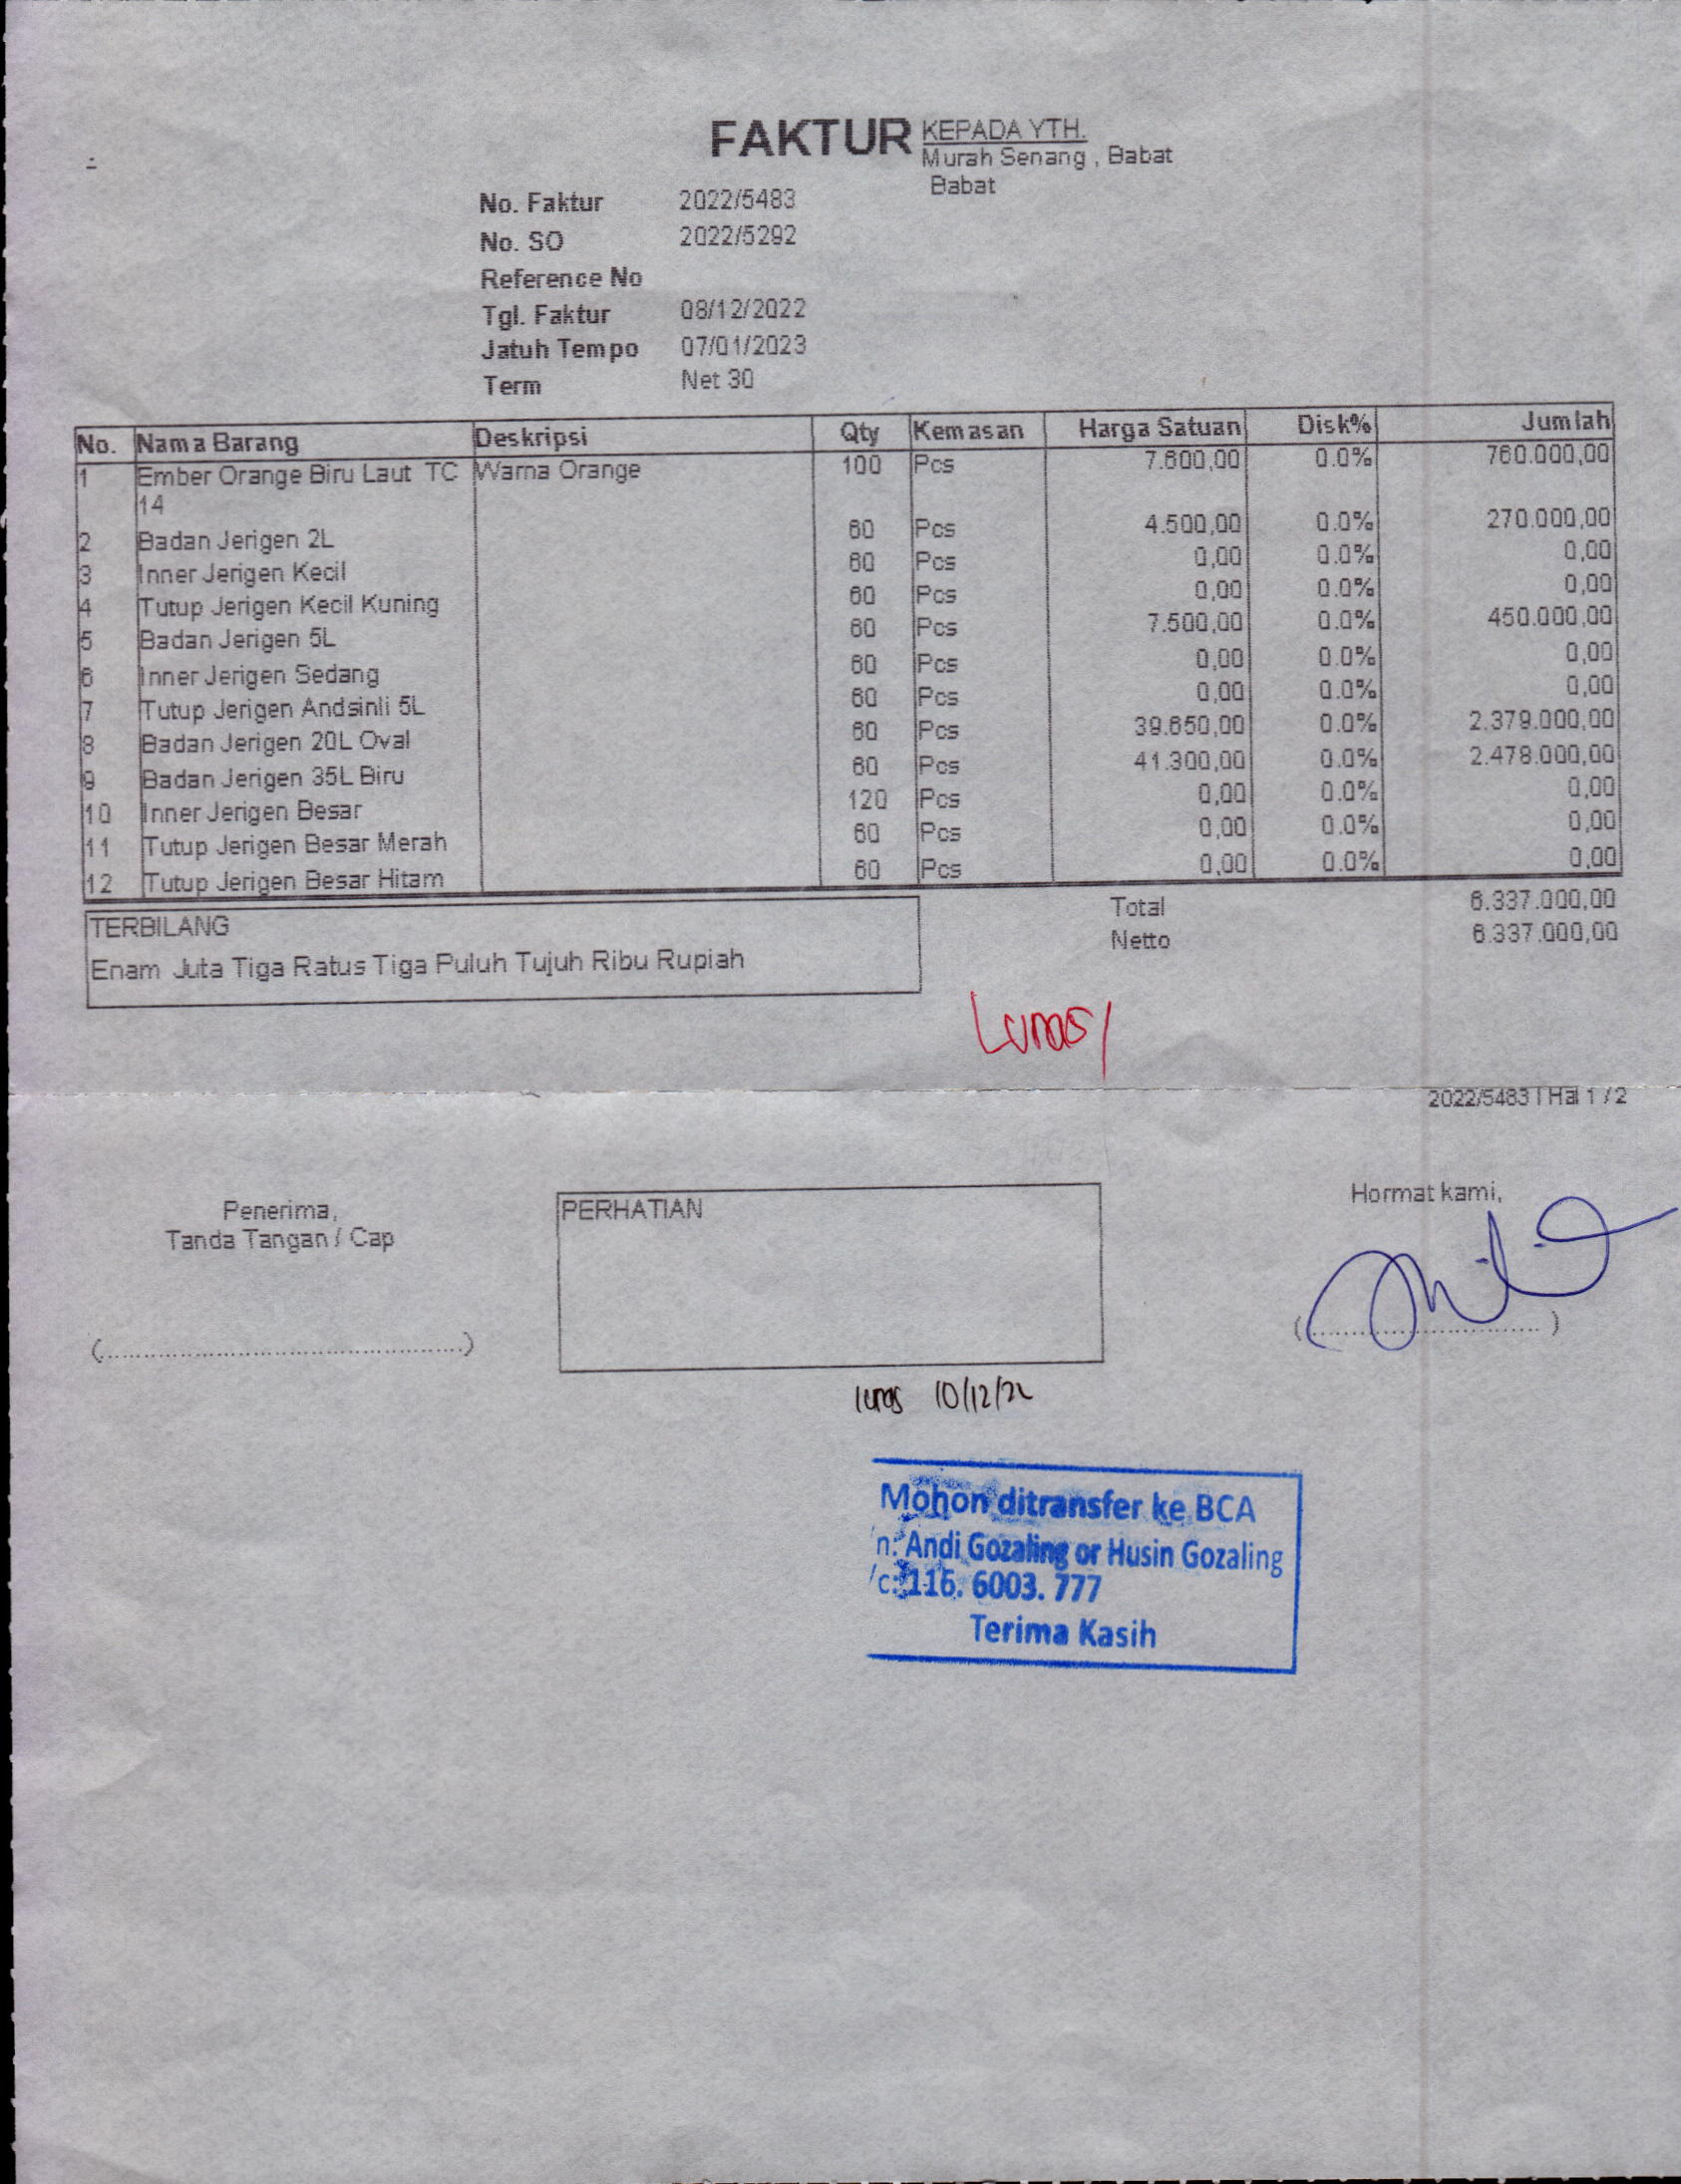 FAKTUR
KEPADA YTH.
Murah Senang , Babat
Babat
No. Faktur 2022/5483
No. SO 2022/5292
Reference No
Tgl. Faktur 08/12/2022
Jatuh Tempo 07/01/2023
Term Net 30
No. Nama Barang Deskripsi Qty Kemasan Harga Satuan Disk% Jumlah
1 Ember Orange Biru Laut TC Warna Orange 100 Pcs 7.600,00 0.0% 760.000,00
14
2 Badan Jerigen 2L 60 Pcs 4.500,00 0.0% 270.000,00
3 Inner Jerigen Kecil 60 Pcs 0,00 0.0% 0,00
4 Tutup Jerigen Kecil Kuning 60 Pcs 0,00 0.0% 0,00
5 Badan Jerigen 5L 60 Pcs 7.500,00 0.0% 450.000,00
6 Inner Jerigen Sedang 60 Pcs 0,00 0.0% 0,00
7 Tutup Jerigen Andsinli 5L 60 Pcs 0,00 0.0% 0,00
8 Badan Jerigen 20L Oval 60 Pcs 39.650,00 0.0% 2.379.000,00
9 Badan Jerigen 35L Biru 60 Pcs 41.300,00 0.0% 2.478.000,00
10 Inner Jerigen Besar 120 Pcs 0,00 0.0% 0,00
11 Tutup Jerigen Besar Merah 60 Pcs 0,00 0.0% 0,00
12 Tutup Jerigen Besar Hitam 60 Pcs 0,00 0.0% 0,00
Total 6.337.000,00
Netto 6.337.000,00
TERBILANG
Enam Juta Tiga Ratus Tiga Puluh Tujuh Ribu Rupiah
Lunas/
2022/5483 | Hal 1 / 2
Penerima,
Tanda Tangan / Cap
(................................................)
PERHATIAN
Hormat kami,
(................................)
lunas 10/12/22
Mohon ditransfer ke BCA
n: Andi Gozaling or Husin Gozaling
/c: 116. 6003. 777
Terima Kasih